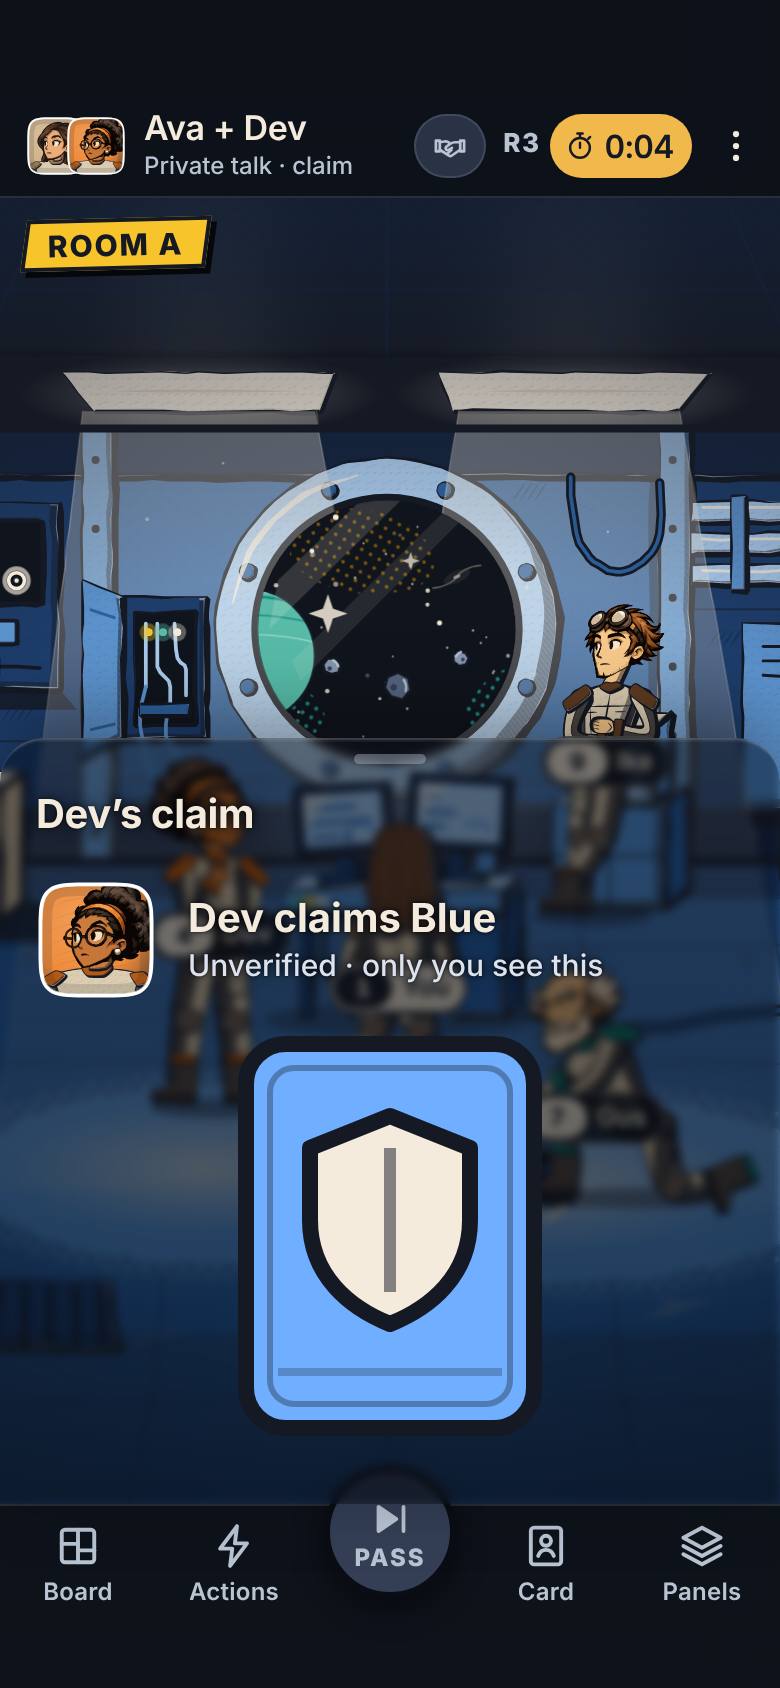 Ava + Dev
Private talk · claim
R3
0:04
ROOM A
Dev’s claim
Dev claims Blue
Unverified · only you see this
PASS
Board
Actions
Card
Panels